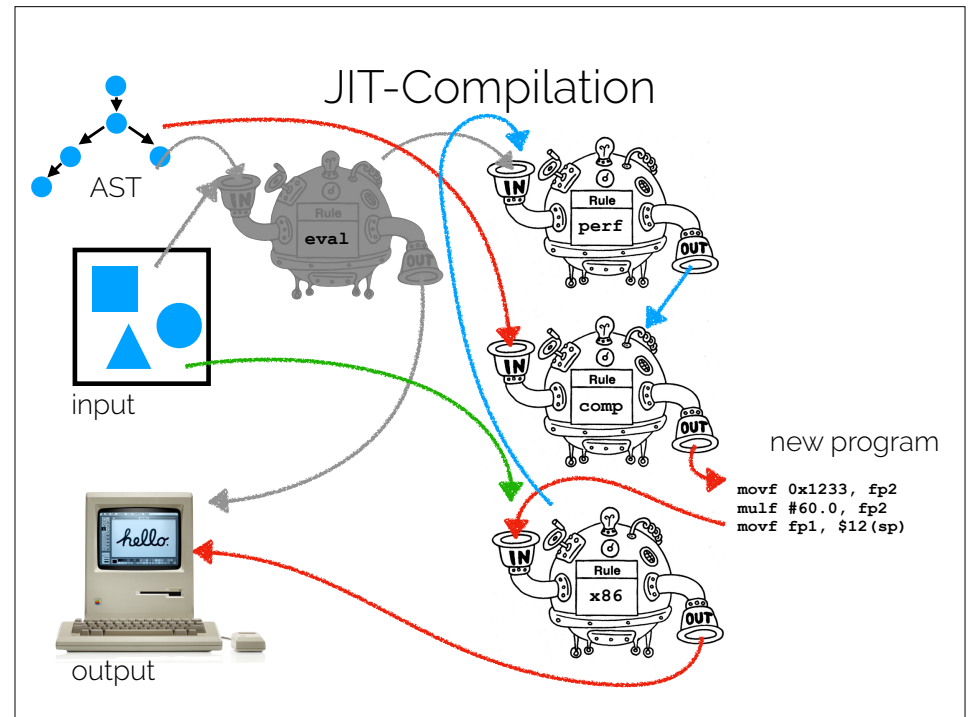 JIT-Compilation
AST
IN
Rule
eval
OUT
IN
Rule
perf
OUT
input
IN
Rule
comp
OUT
new program
movf 0x1233, fp2
mulf #60.0, fp2
movf fp1, $12(sp)
hello.
IN
Rule
x86
OUT
output